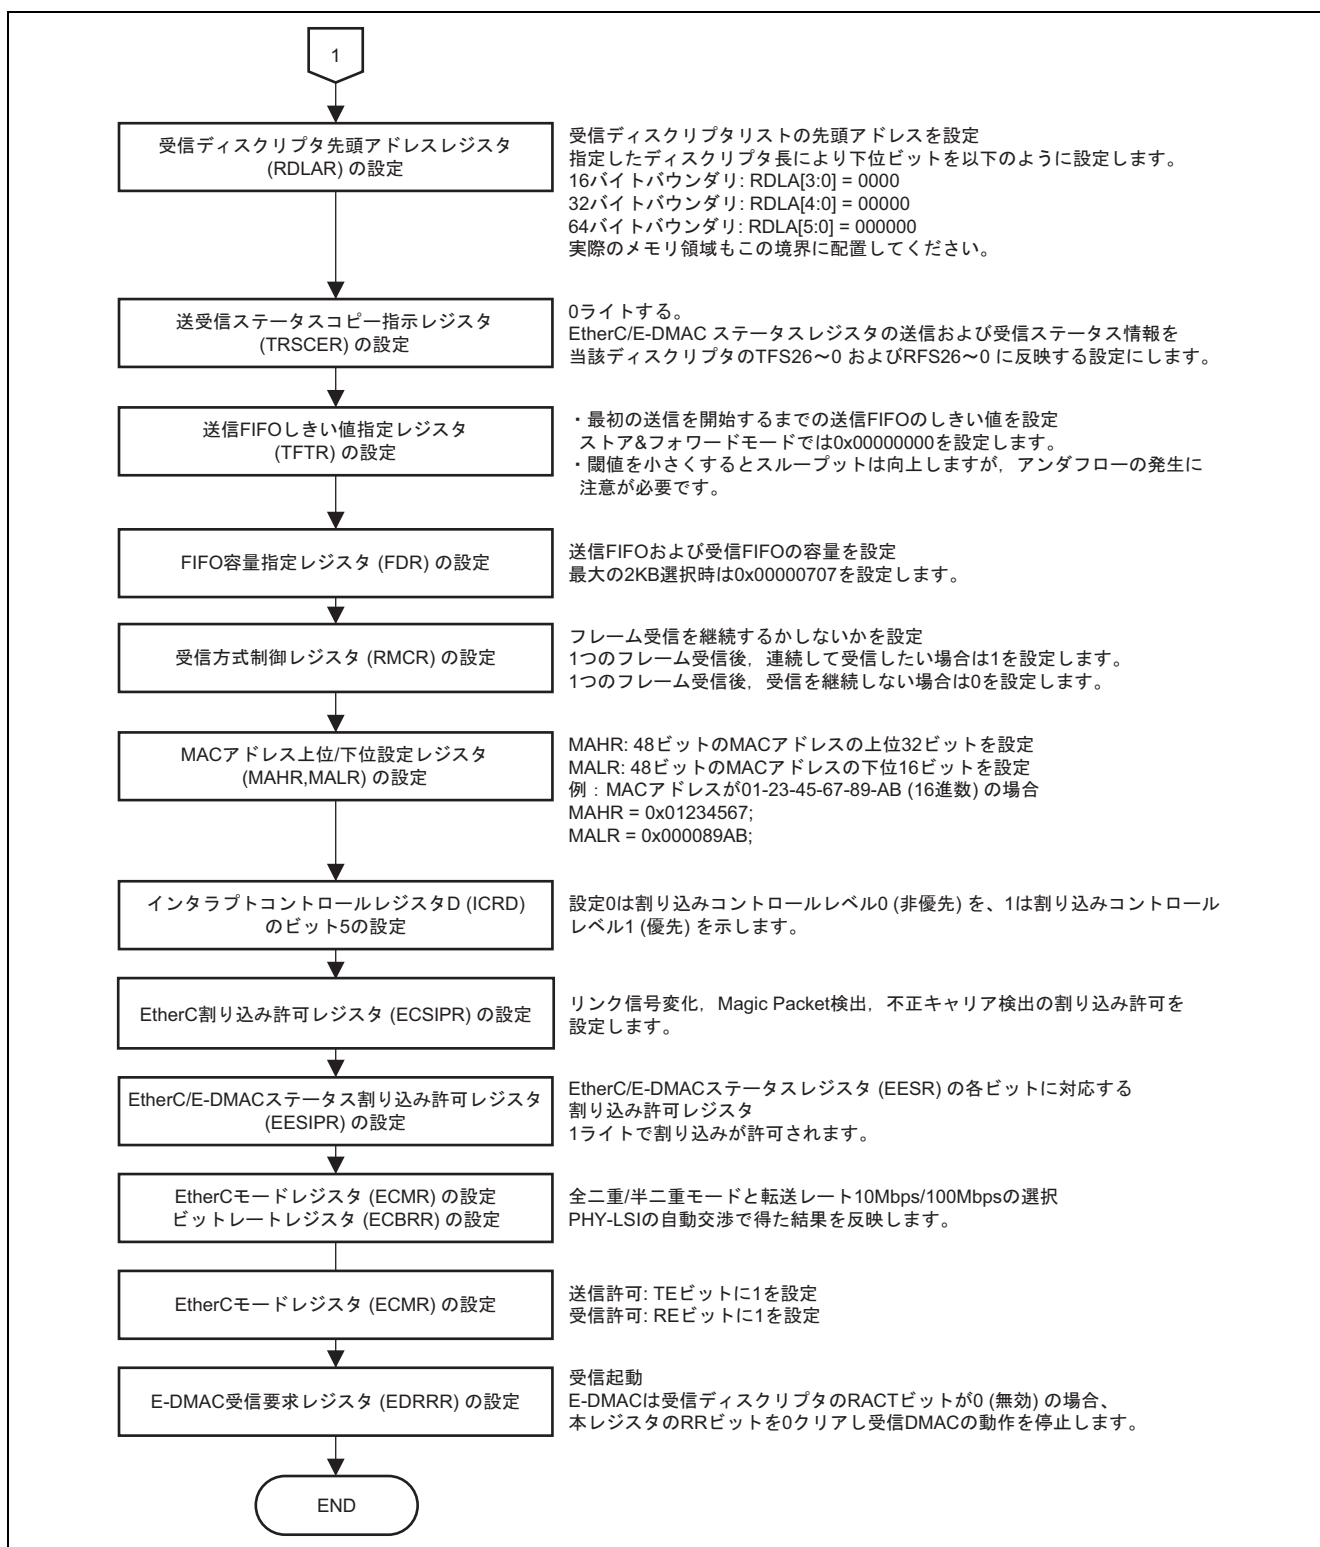 1
受信ディスクリプタ先頭アドレスレジスタ
(RDLAR) の設定
受信ディスクリプタリストの先頭アドレスを設定
指定したディスクリプタ長により下位ビットを以下のように設定します。
16バイトバウンダリ: RDLA[3:0] = 0000
32バイトバウンダリ: RDLA[4:0] = 00000
64バイトバウンダリ: RDLA[5:0] = 000000
実際のメモリ領域もこの境界に配置してください。
送受信ステータスコピー指示レジスタ
(TRSCER) の設定
0ライトする。
EtherC/E-DMAC ステータスレジスタの送信および受信ステータス情報を
当該ディスクリプタのTFS26～0 およびRFS26～0 に反映する設定にします。
送信FIFOしきい値指定レジスタ
(TFTR) の設定
・最初の送信を開始するまでの送信FIFOのしきい値を設定
ストア&フォワードモードでは0x00000000を設定します。
・閾値を小さくするとスループットは向上しますが，アンダフローの発生に
注意が必要です。
FIFO容量指定レジスタ (FDR) の設定
送信FIFOおよび受信FIFOの容量を設定
最大の2KB選択時は0x00000707を設定します。
受信方式制御レジスタ (RMCR) の設定
フレーム受信を継続するかしないかを設定
1つのフレーム受信後，連続して受信したい場合は1を設定します。
1つのフレーム受信後，受信を継続しない場合は0を設定します。
MACアドレス上位/下位設定レジスタ
(MAHR,MALR) の設定
MAHR: 48ビットのMACアドレスの上位32ビットを設定
MALR: 48ビットのMACアドレスの下位16ビットを設定
例：MACアドレスが01-23-45-67-89-AB (16進数) の場合
MAHR = 0x01234567;
MALR = 0x000089AB;
インタラプトコントロールレジスタD (ICRD)
のビット5の設定
設定0は割り込みコントロールレベル0 (非優先) を、1は割り込みコントロール
レベル1 (優先) を示します。
EtherC割り込み許可レジスタ (ECSIPR) の設定
リンク信号変化，Magic Packet検出，不正キャリア検出の割り込み許可を
設定します。
EtherC/E-DMACステータス割り込み許可レジスタ
(EESIPR) の設定
EtherC/E-DMACステータスレジスタ (EESR) の各ビットに対応する
割り込み許可レジスタ
1ライトで割り込みが許可されます。
EtherCモードレジスタ (ECMR) の設定
ビットレートレジスタ (ECBRR) の設定
全二重/半二重モードと転送レート10Mbps/100Mbpsの選択
PHY-LSIの自動交渉で得た結果を反映します。
EtherCモードレジスタ (ECMR) の設定
送信許可: TEビットに1を設定
受信許可: REビットに1を設定
E-DMAC受信要求レジスタ (EDRRR) の設定
受信起動
E-DMACは受信ディスクリプタのRACTビットが0 (無効) の場合、
本レジスタのRRビットを0クリアし受信DMACの動作を停止します。
END